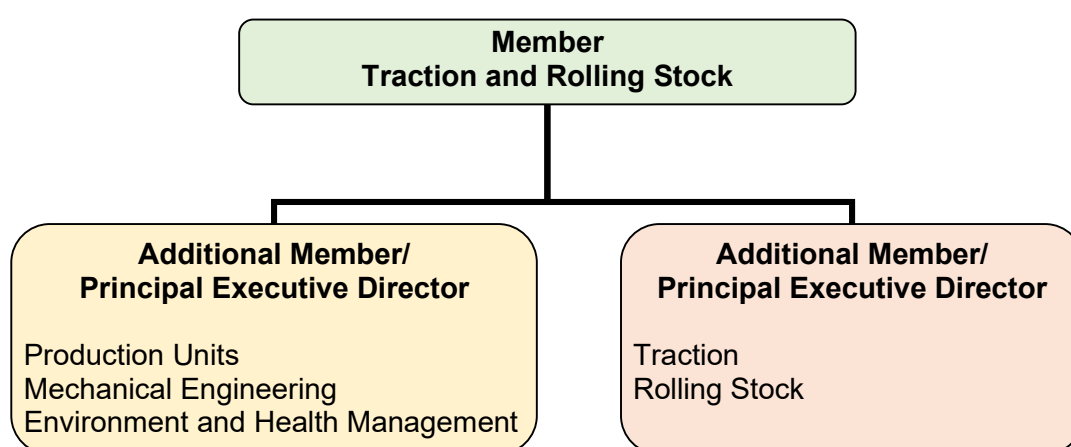 Member
Traction and Rolling Stock
Additional Member/
Principal Executive Director
Production Units
Mechanical Engineering
Environment and Health Management
Additional Member/
Principal Executive Director
Traction
Rolling Stock